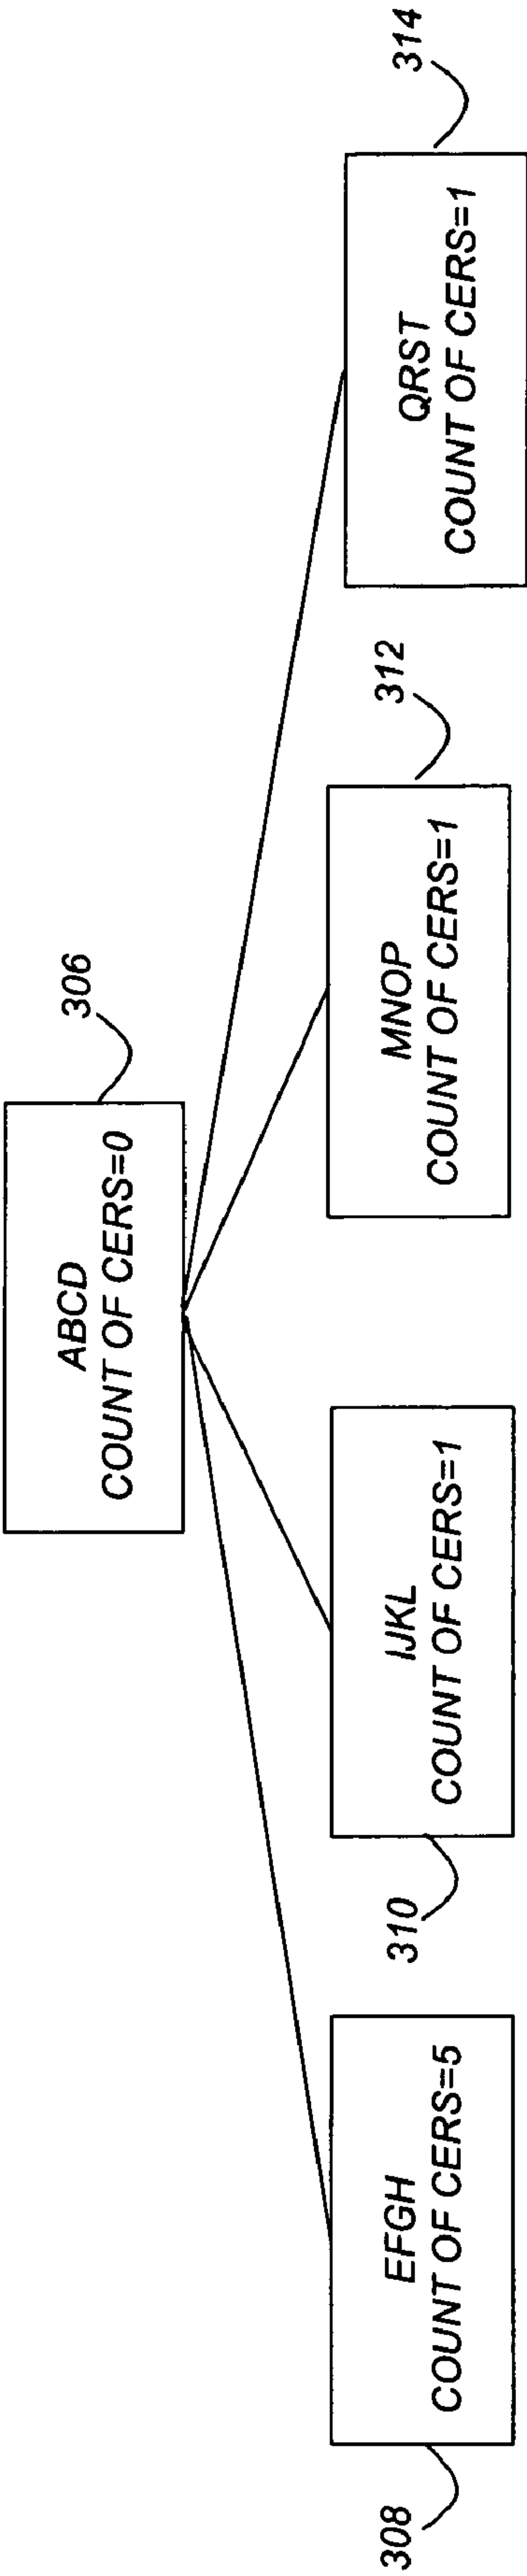 306
ABCD
COUNT OF CERS=0
308
EFGH
COUNT OF CERS=5
310
IJKL
COUNT OF CERS=1
312
MNOP
COUNT OF CERS=1
314
QRST
COUNT OF CERS=1